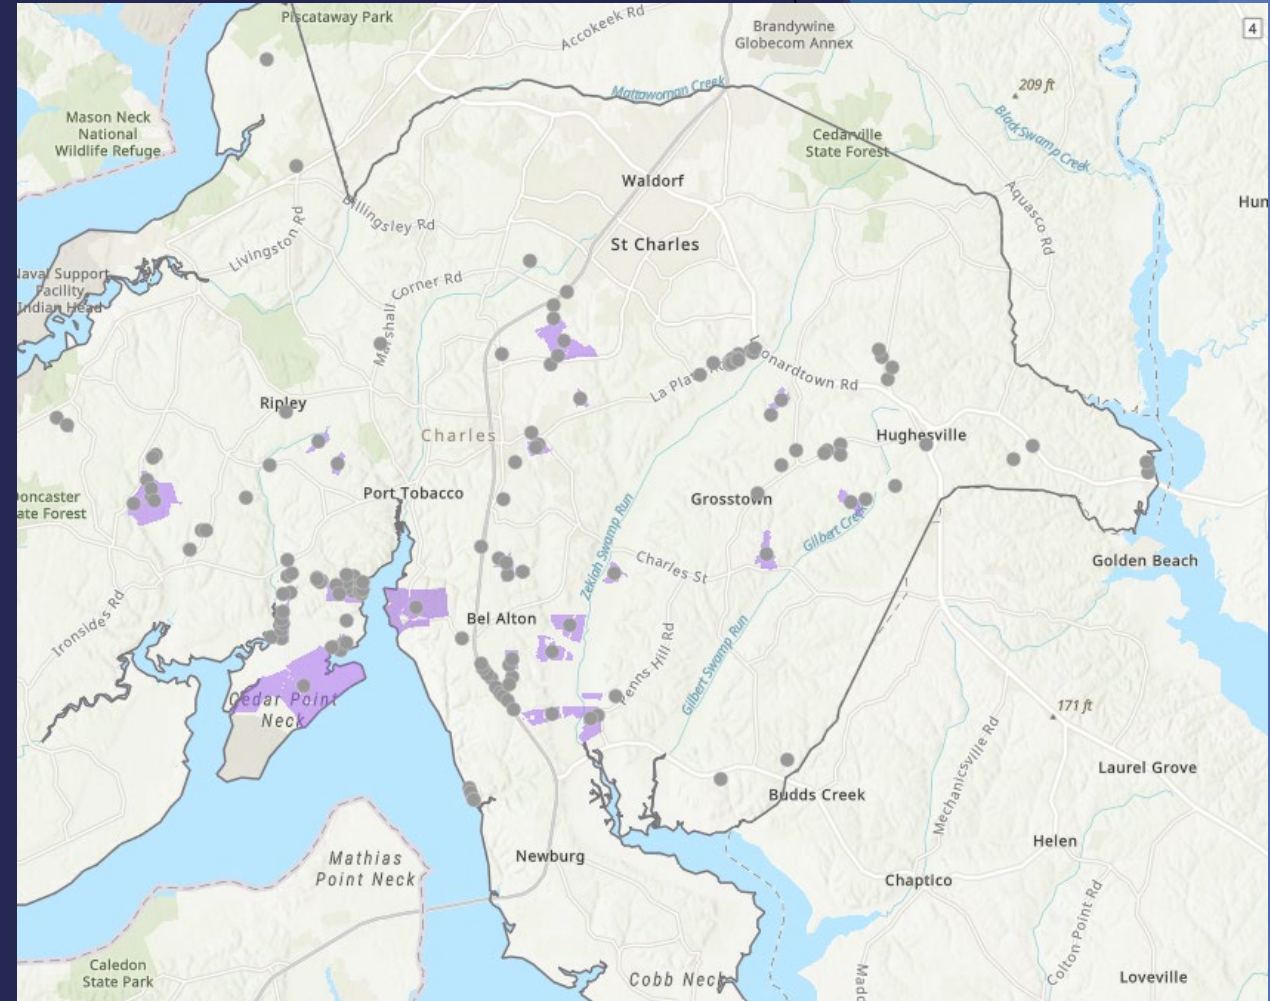 Piscataway Park
Accokeek Rd
Brandywine
Globecom Annex
4
Mattawoman Creek
209 ft
Black Swamp Creek
Mason Neck
National
Wildlife Refuge
Cedarville
State Forest
Waldorf
Aquasco Rd
Hun
Billingsley Rd
Livingston Rd
St Charles
Naval Support
Facility
Indian Head
Corner Rd
Marshall
La Plata
Leonardtown Rd
Ripley
Charles
Hughesville
Port Tobacco
Grosstown
Doncaster
ate Forest
Gilbert Creek
Zekiah Swamp Run
Charles St
Golden Beach
Ironsides Rd
Bel Alton
Penns Hill Rd
Gilbert Swamp Run
Cedar Point
Neck
171 ft
Mechanicsville Rd
Laurel Grove
Budds Creek
Helen
Mathias
Point Neck
Newburg
Chaptico
Colton Point Rd
Caledon
State Park
Cobb Neck
Madd
Loveville